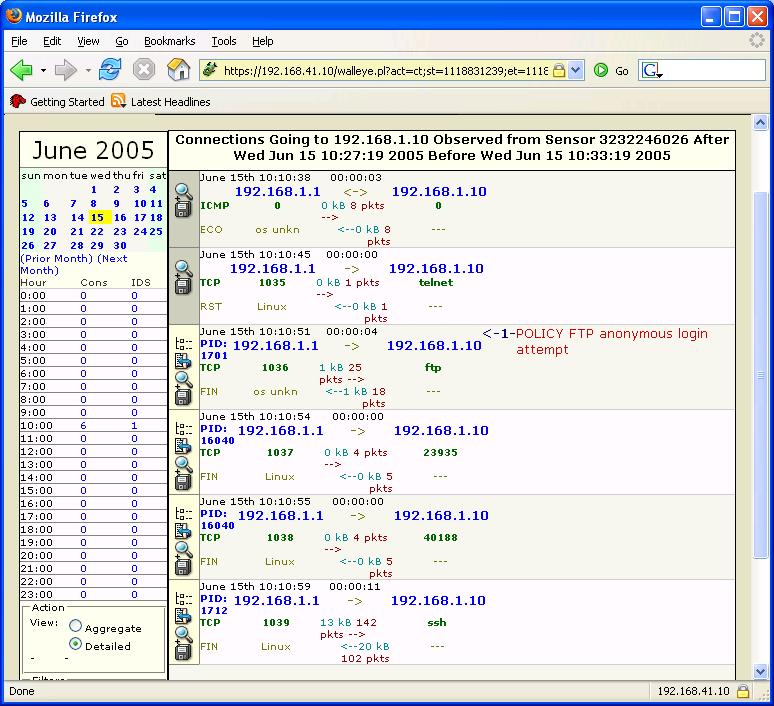 Mozilla Firefox
File Edit View Go Bookmarks Tools Help
https://192.168.41.10/walleye.pl?act=ct;st=1118831239;et=1118 Go G
Getting Started Latest Headlines
June 2005
sun mon tue wed thu fri sat
1 2 3 4
5 6 7 8 9 10 11
12 13 14 15 16 17 18
19 20 21 22 23 24 25
26 27 28 29 30
(Prior Month) (Next
Month)
Hour Cons IDS
0:00 0 0
1:00 0 0
2:00 0 0
3:00 0 0
4:00 0 0
5:00 0 0
6:00 0 0
7:00 0 0
8:00 0 0
9:00 0 0
10:00 6 1
11:00 0 0
12:00 0 0
13:00 0 0
14:00 0 0
15:00 0 0
16:00 0 0
17:00 0 0
18:00 0 0
19:00 0 0
20:00 0 0
21:00 0 0
22:00 0 0
23:00 0 0
Action
View: Aggregate
Detailed
- -
Connections Going to 192.168.1.10 Observed from Sensor 3232246026 After
Wed Jun 15 10:27:19 2005 Before Wed Jun 15 10:33:19 2005
June 15th 10:10:38 00:00:03
192.168.1.1 <-> 192.168.1.10
ICMP 0 0 kB 8 pkts 0
-->
ECO os unkn <--0 kB 8 ---
pkts
June 15th 10:10:45 00:00:00
192.168.1.1 -> 192.168.1.10
TCP 1035 0 kB 1 pkts telnet
-->
RST Linux <--0 kB 1 ---
pkts
June 15th 10:10:51 00:00:04 <-1-POLICY FTP anonymous login
PID: 192.168.1.1 -> 192.168.1.10 attempt
1701
TCP 1036 1 kB 25 ftp
pkts -->
FIN os unkn <--1 kB 18 ---
pkts
June 15th 10:10:54 00:00:00
PID: 192.168.1.1 -> 192.168.1.10
16040
TCP 1037 0 kB 4 pkts 23935
-->
FIN Linux <--0 kB 5 ---
pkts
June 15th 10:10:55 00:00:00
PID: 192.168.1.1 -> 192.168.1.10
16040
TCP 1038 0 kB 4 pkts 40188
-->
FIN Linux <--0 kB 5 ---
pkts
June 15th 10:10:59 00:00:11
PID: 192.168.1.1 -> 192.168.1.10
1712
TCP 1039 13 kB 142 ssh
pkts -->
FIN Linux <--20 kB ---
102 pkts
Done 192.168.41.10